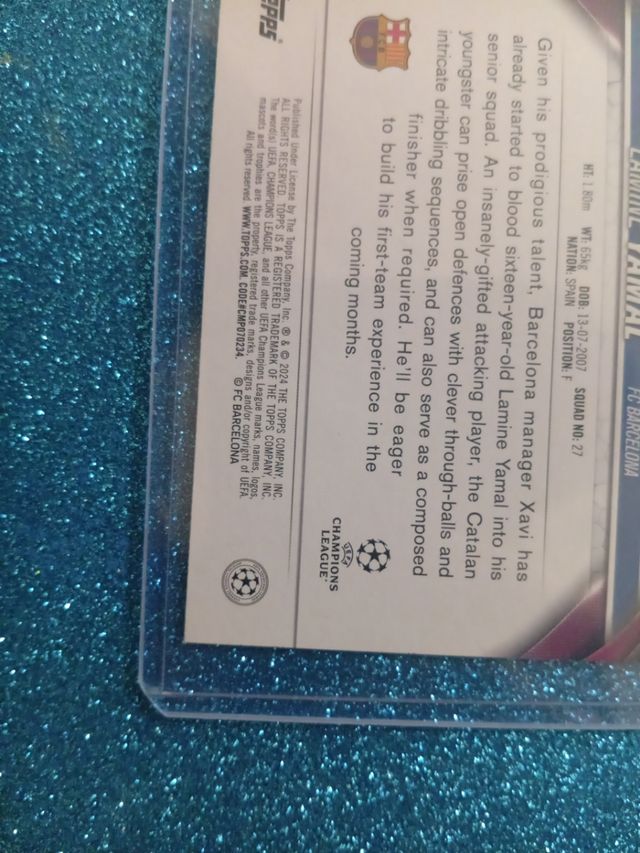 LAMINE YAMAL
FC BARCELONA
HT: 1.80m WT: 65kg DOB: 13-07-2007 SQUAD NO: 27
NATION: SPAIN POSITION: F
Given his prodigious talent, Barcelona manager Xavi has
already started to blood sixteen-year-old Lamine Yamal into his
senior squad. An insanely-gifted attacking player, the Catalan
youngster can prise open defences with clever through-balls and
intricate dribbling sequences, and can also serve as a composed
finisher when required. He'll be eager
to build his first-team experience in the
coming months.
FCB
UEFA
CHAMPIONS
LEAGUE
TOPPS
Published Under License by The Topps Company, Inc. ® & © 2024 THE TOPPS COMPANY, INC.
ALL RIGHTS RESERVED. TOPPS IS A REGISTERED TRADEMARK OF THE TOPPS COMPANY, INC.
The word(s) UEFA, CHAMPIONS LEAGUE, and all other UEFA Champions League marks, names, logos,
mascots and trophies are the property, registered trade marks, designs and/or copyright of UEFA.
All rights reserved. WWW.TOPPS.COM. CODE#CMP070234.
© FC BARCELONA